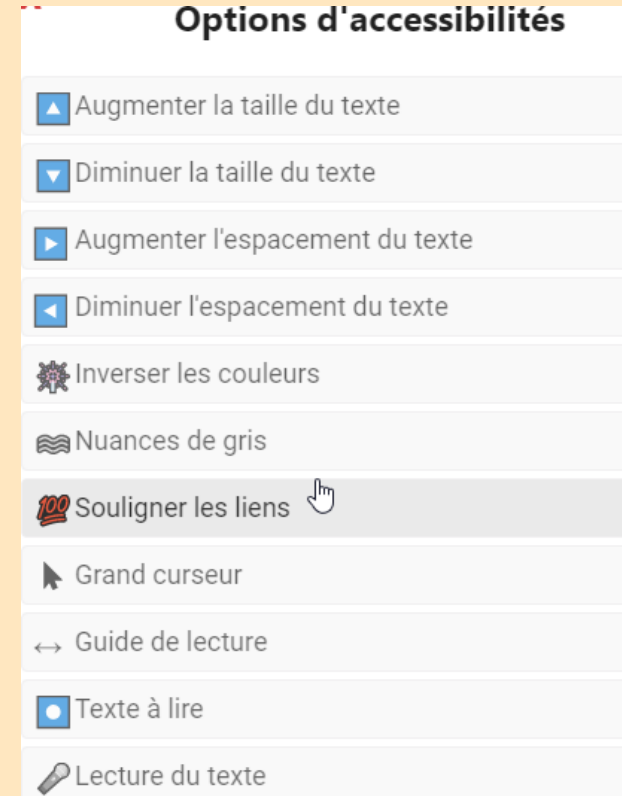 Options d'accessibilités
Augmenter la taille du texte
Diminuer la taille du texte
Augmenter l'espacement du texte
Diminuer l'espacement du texte
Inverser les couleurs
Nuances de gris
💯 Souligner les liens
Grand curseur
↔ Guide de lecture
Texte à lire
Lecture du texte